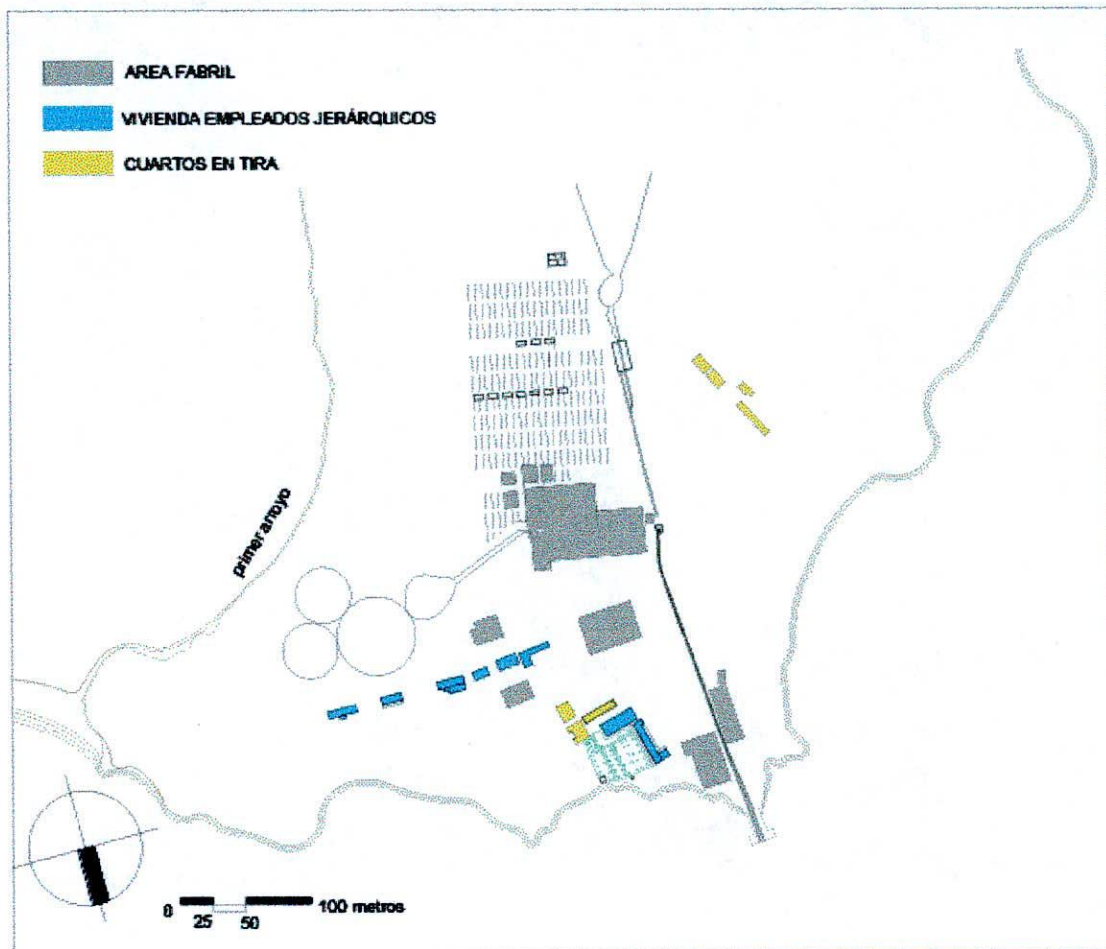 AREA FABRIL
VIVIENDA EMPLEADOS JERÁRQUICOS
CUARTOS EN TIRA
primer arroyo
0 25 50 100 metros